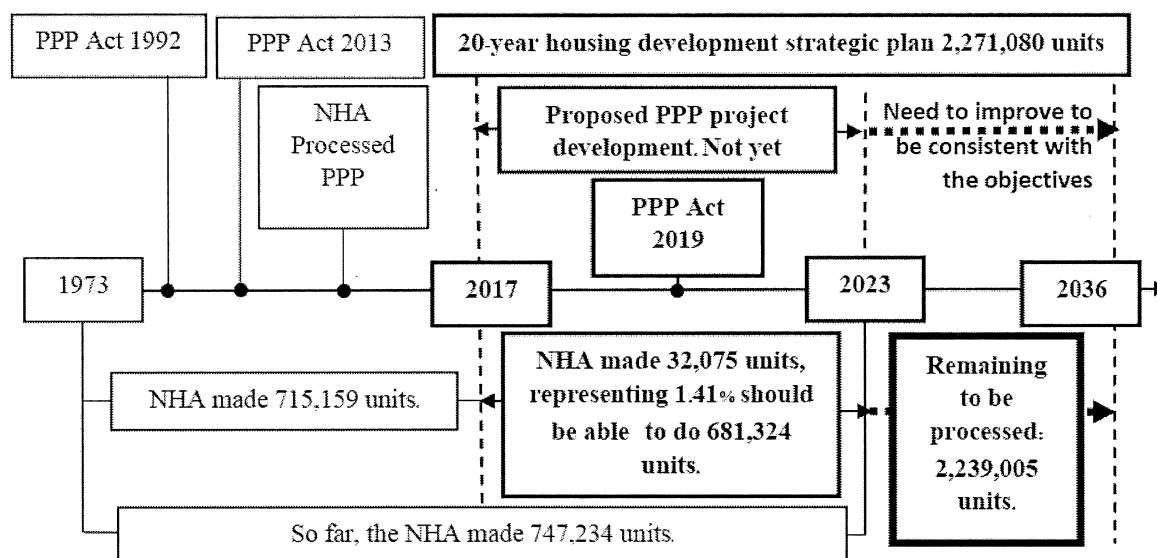 PPP Act 1992
PPP Act 2013
20-year housing development strategic plan 2,271,080 units
NHA
Processed
PPP
Proposed PPP project
development. Not yet
Need to improve to
be consistent with
the objectives
PPP Act
2019
1973
2017
2023
2036
NHA made 715,159 units.
NHA made 32,075 units,
representing 1.41% should
be able to do 681,324
units.
Remaining
to be
processed:
2,239,005
units.
So far, the NHA made 747,234 units.